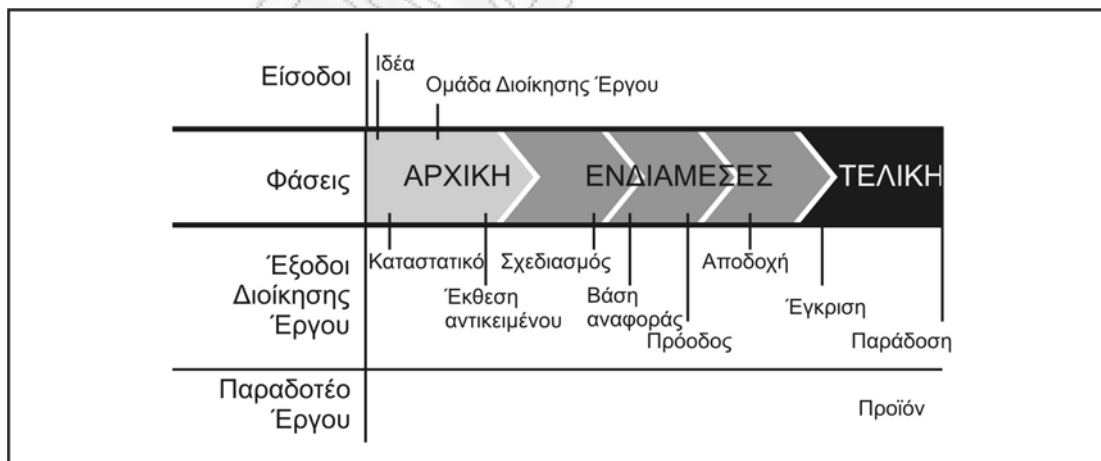 Είσοδοι
Ιδέα
Ομάδα Διοίκησης Έργου
Φάσεις
ΑΡΧΙΚΗ
ΕΝΔΙΑΜΕΣΕΣ
ΤΕΛΙΚΗ
Έξοδοι
Διοίκησης
Έργου
Καταστατικό
Έκθεση
αντικειμένου
Σχεδιασμός
Βάση
αναφοράς
Πρόοδος
Αποδοχή
Έγκριση
Παράδοση
Παραδοτέο
Έργου
Προϊόν